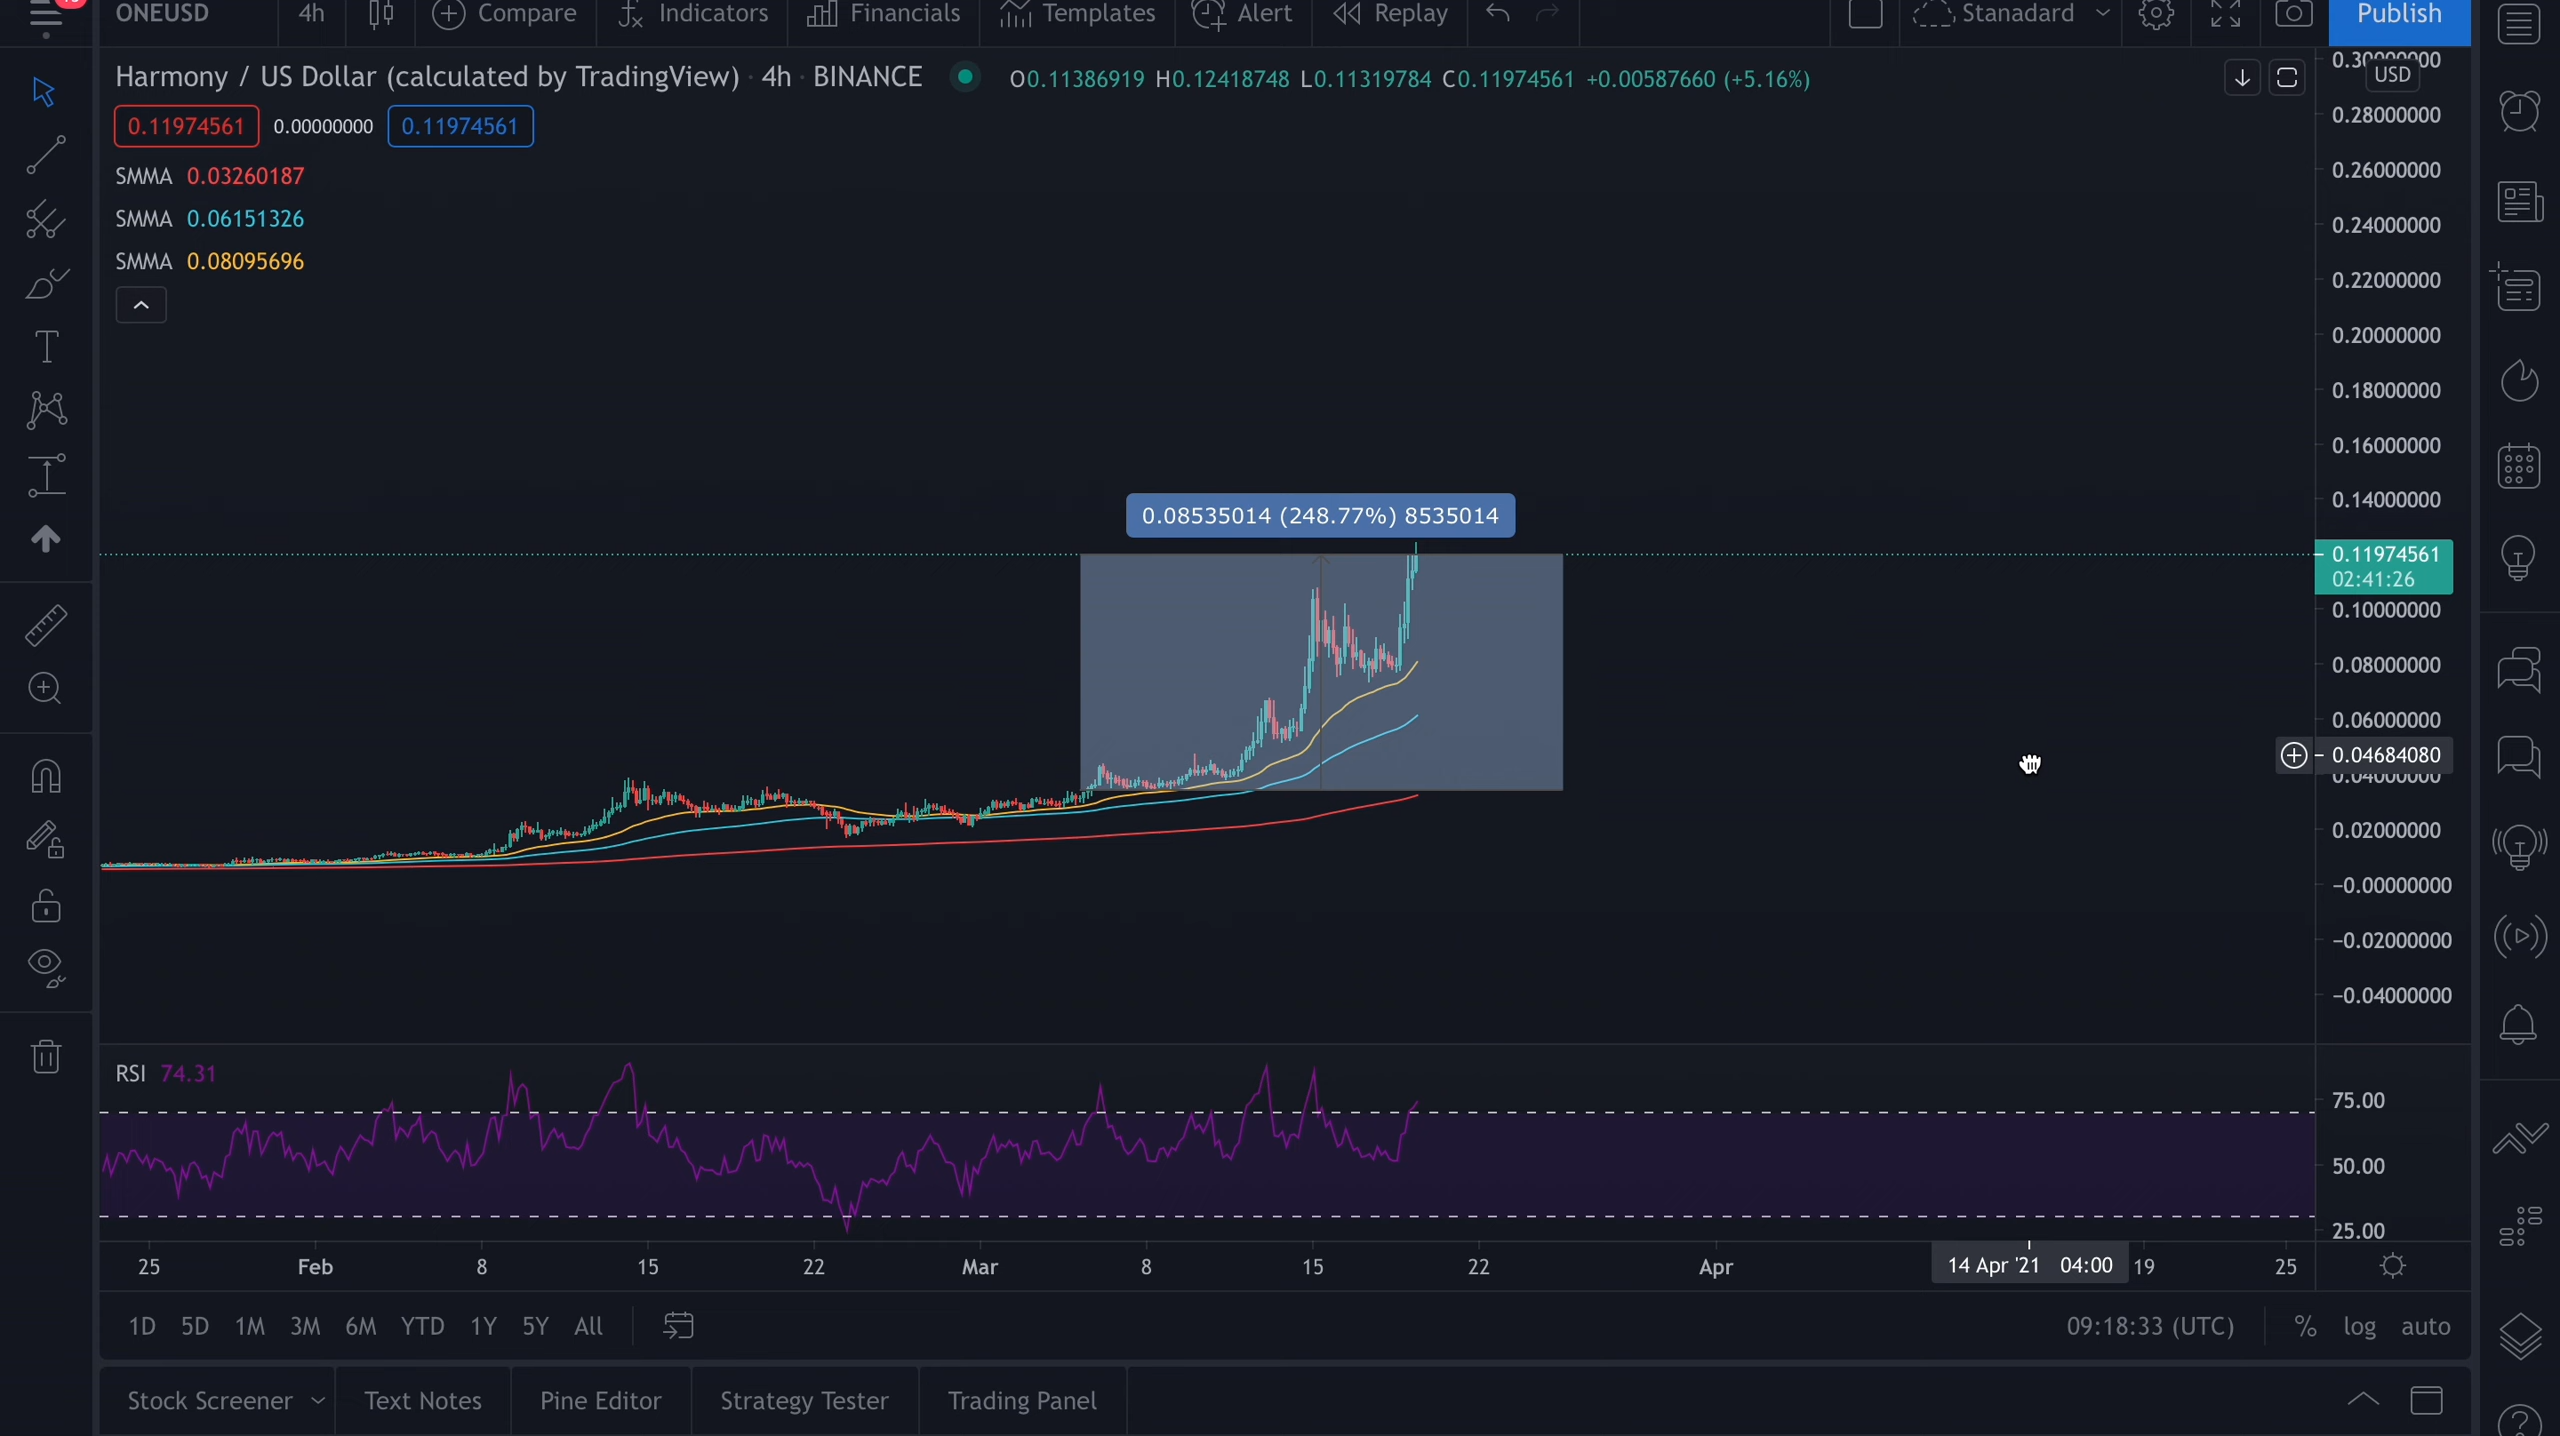 ONEUSD 4h Compare Indicators Financials Templates Alert Replay Stanadard Publish
Harmony / US Dollar (calculated by TradingView) · 4h · BINANCE O0.11386919 H0.12418748 L0.11319784 C0.11974561 +0.00587660 (+5.16%)
0.11974561 0.00000000 0.11974561
SMMA 0.03260187
SMMA 0.06151326
SMMA 0.08095696
USD
0.28000000
0.26000000
0.24000000
0.22000000
0.20000000
0.18000000
0.16000000
0.14000000
0.08535014 (248.77%) 8535014
0.11974561
02:41:26
0.10000000
0.08000000
0.06000000
0.04684080
0.04000000
0.02000000
−0.00000000
−0.02000000
−0.04000000
RSI 74.31
75.00
50.00
25.00
25 Feb 8 15 22 Mar 8 15 22 Apr 14 Apr '21 04:00 19 25
1D 5D 1M 3M 6M YTD 1Y 5Y All 09:18:33 (UTC) % log auto
Stock Screener Text Notes Pine Editor Strategy Tester Trading Panel